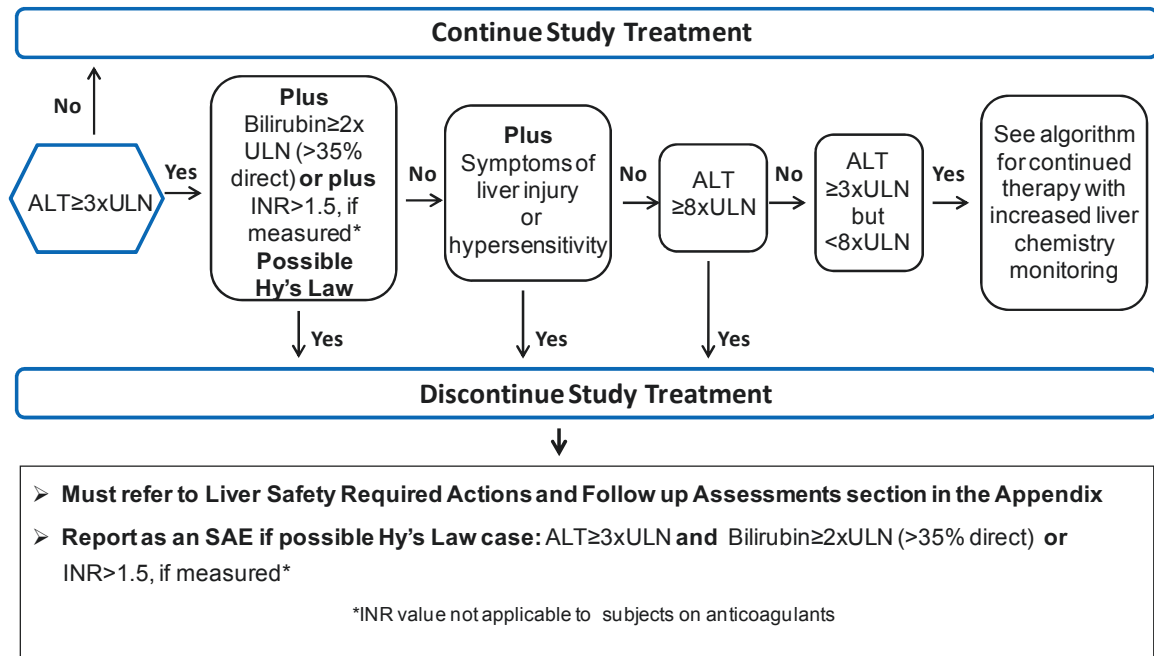 Continue Study Treatment
No
ALT≥3xULN
Yes
Plus
Bilirubin≥2x
ULN (>35%
direct) or plus
INR>1.5, if
measured*
Possible
Hy's Law
No
Yes
Plus
Symptoms of
liver injury
or
hypersensitivity
No
Yes
ALT
≥8xULN
No
Yes
ALT
≥3xULN
but
<8xULN
Yes
See algorithm
for continued
therapy with
increased liver
chemistry
monitoring
Discontinue Study Treatment
➢ Must refer to Liver Safety Required Actions and Follow up Assessments section in the Appendix
➢ Report as an SAE if possible Hy's Law case: ALT≥3xULN and Bilirubin≥2xULN (>35% direct) or
INR>1.5, if measured*
*INR value not applicable to subjects on anticoagulants